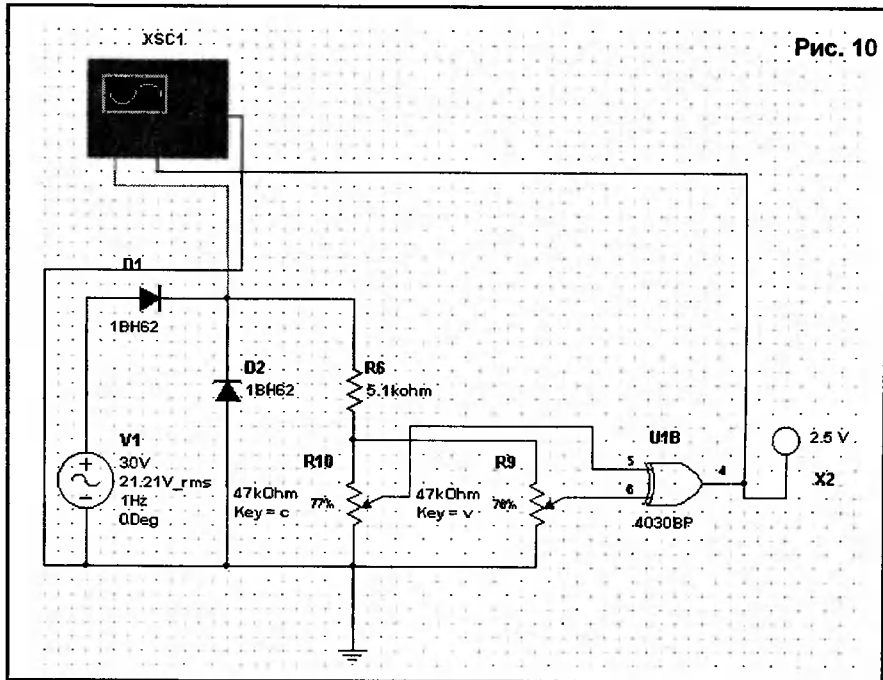 XSC1
Рис. 10
D1
1BH62
D2
1BH62
R6
5.1kohm
V1
30V
21.21V_rms
1Hz
0Deg
R10
47kOhm
Key = c
77%
R9
47kOhm
Key = v
76%
U1B
5
6
4
4030BP
2.5 V
X2